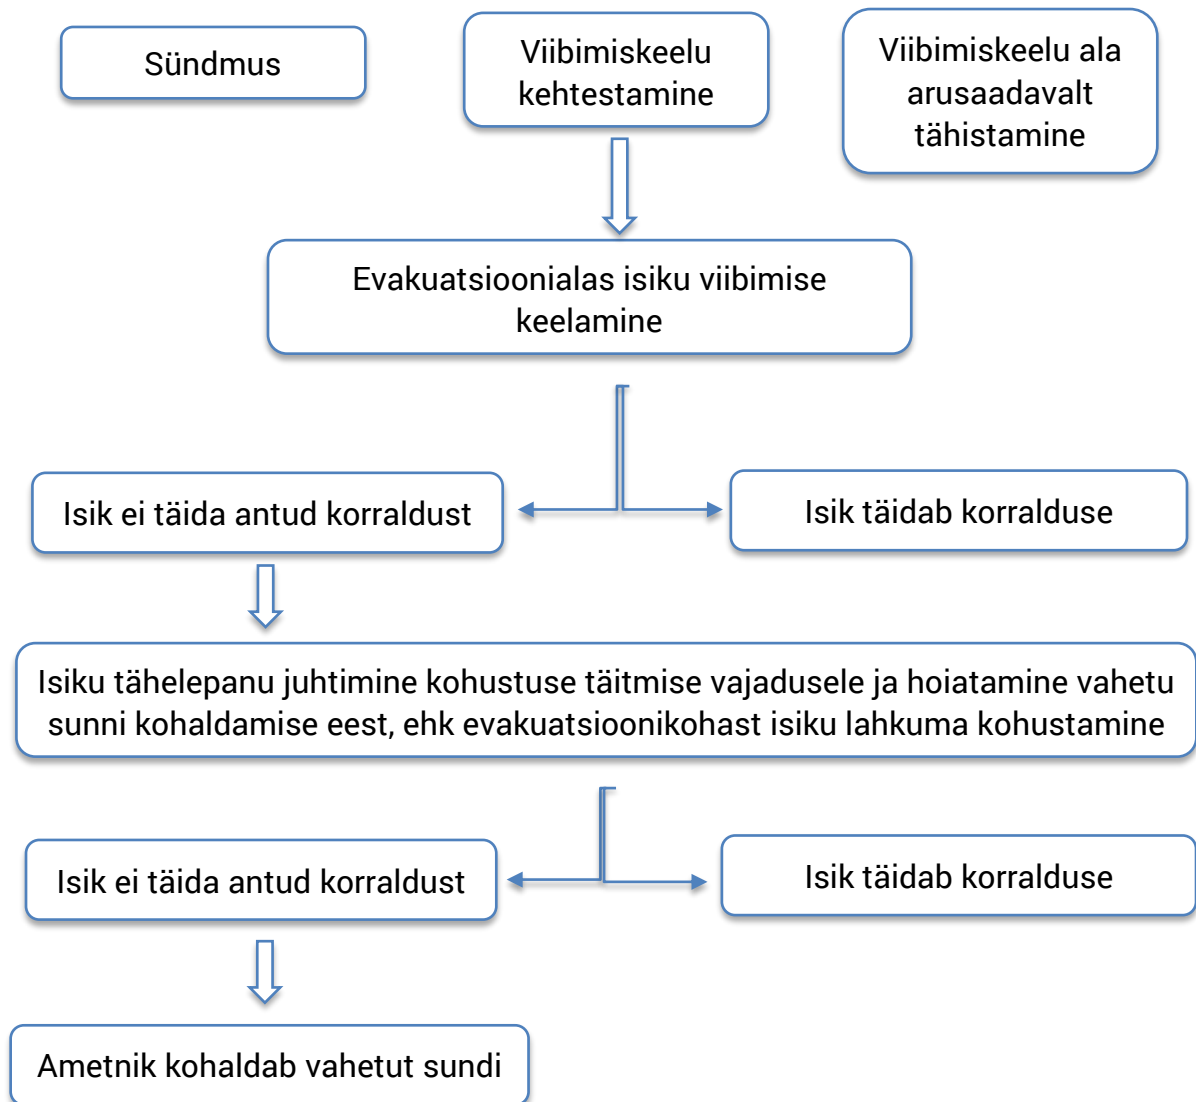 Sündmus
Viibimiskeelu
kehtestamine
Viibimiskeelu ala
arusaadavalt
tähistamine
Evakuatsioonialas isiku viibimise
keelamine
Isik ei täida antud korraldust
Isik täidab korralduse
Isiku tähelepanu juhtimine kohustuse täitmise vajadusele ja hoiatamine vahetu
sunni kohaldamise eest, ehk evakuatsioonikohast isiku lahkuma kohustamine
Isik ei täida antud korraldust
Isik täidab korralduse
Ametnik kohaldab vahetut sundi